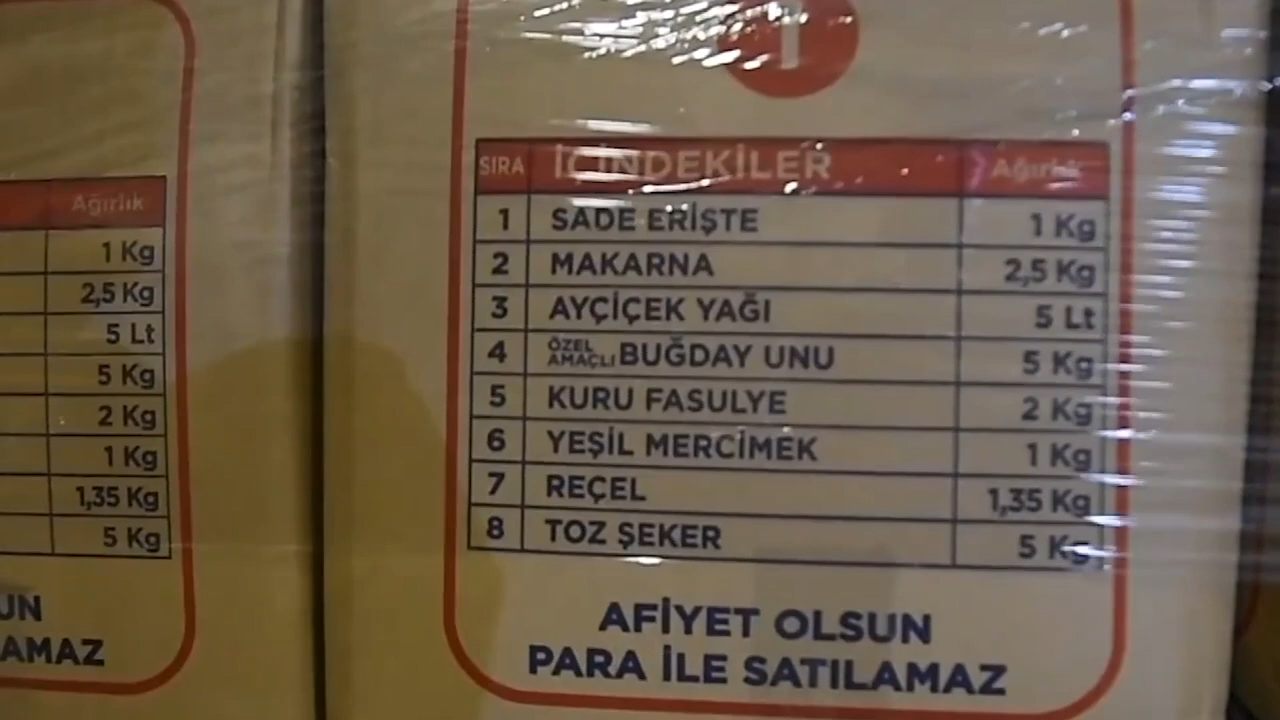 Ağırlık
1 Kg
2,5 Kg
5 Lt
5 Kg
2 Kg
1 Kg
1,35 Kg
5 Kg
UN
AMAZ
1
SIRA İÇİNDEKİLER Ağırlık
1 SADE ERİŞTE 1 Kg
2 MAKARNA 2,5 Kg
3 AYÇİÇEK YAĞI 5 Lt
4 ÖZEL AMAÇLI BUĞDAY UNU 5 Kg
5 KURU FASULYE 2 Kg
6 YEŞİL MERCİMEK 1 Kg
7 REÇEL 1,35 Kg
8 TOZ ŞEKER 5 Kg
AFİYET OLSUN
PARA İLE SATILAMAZ